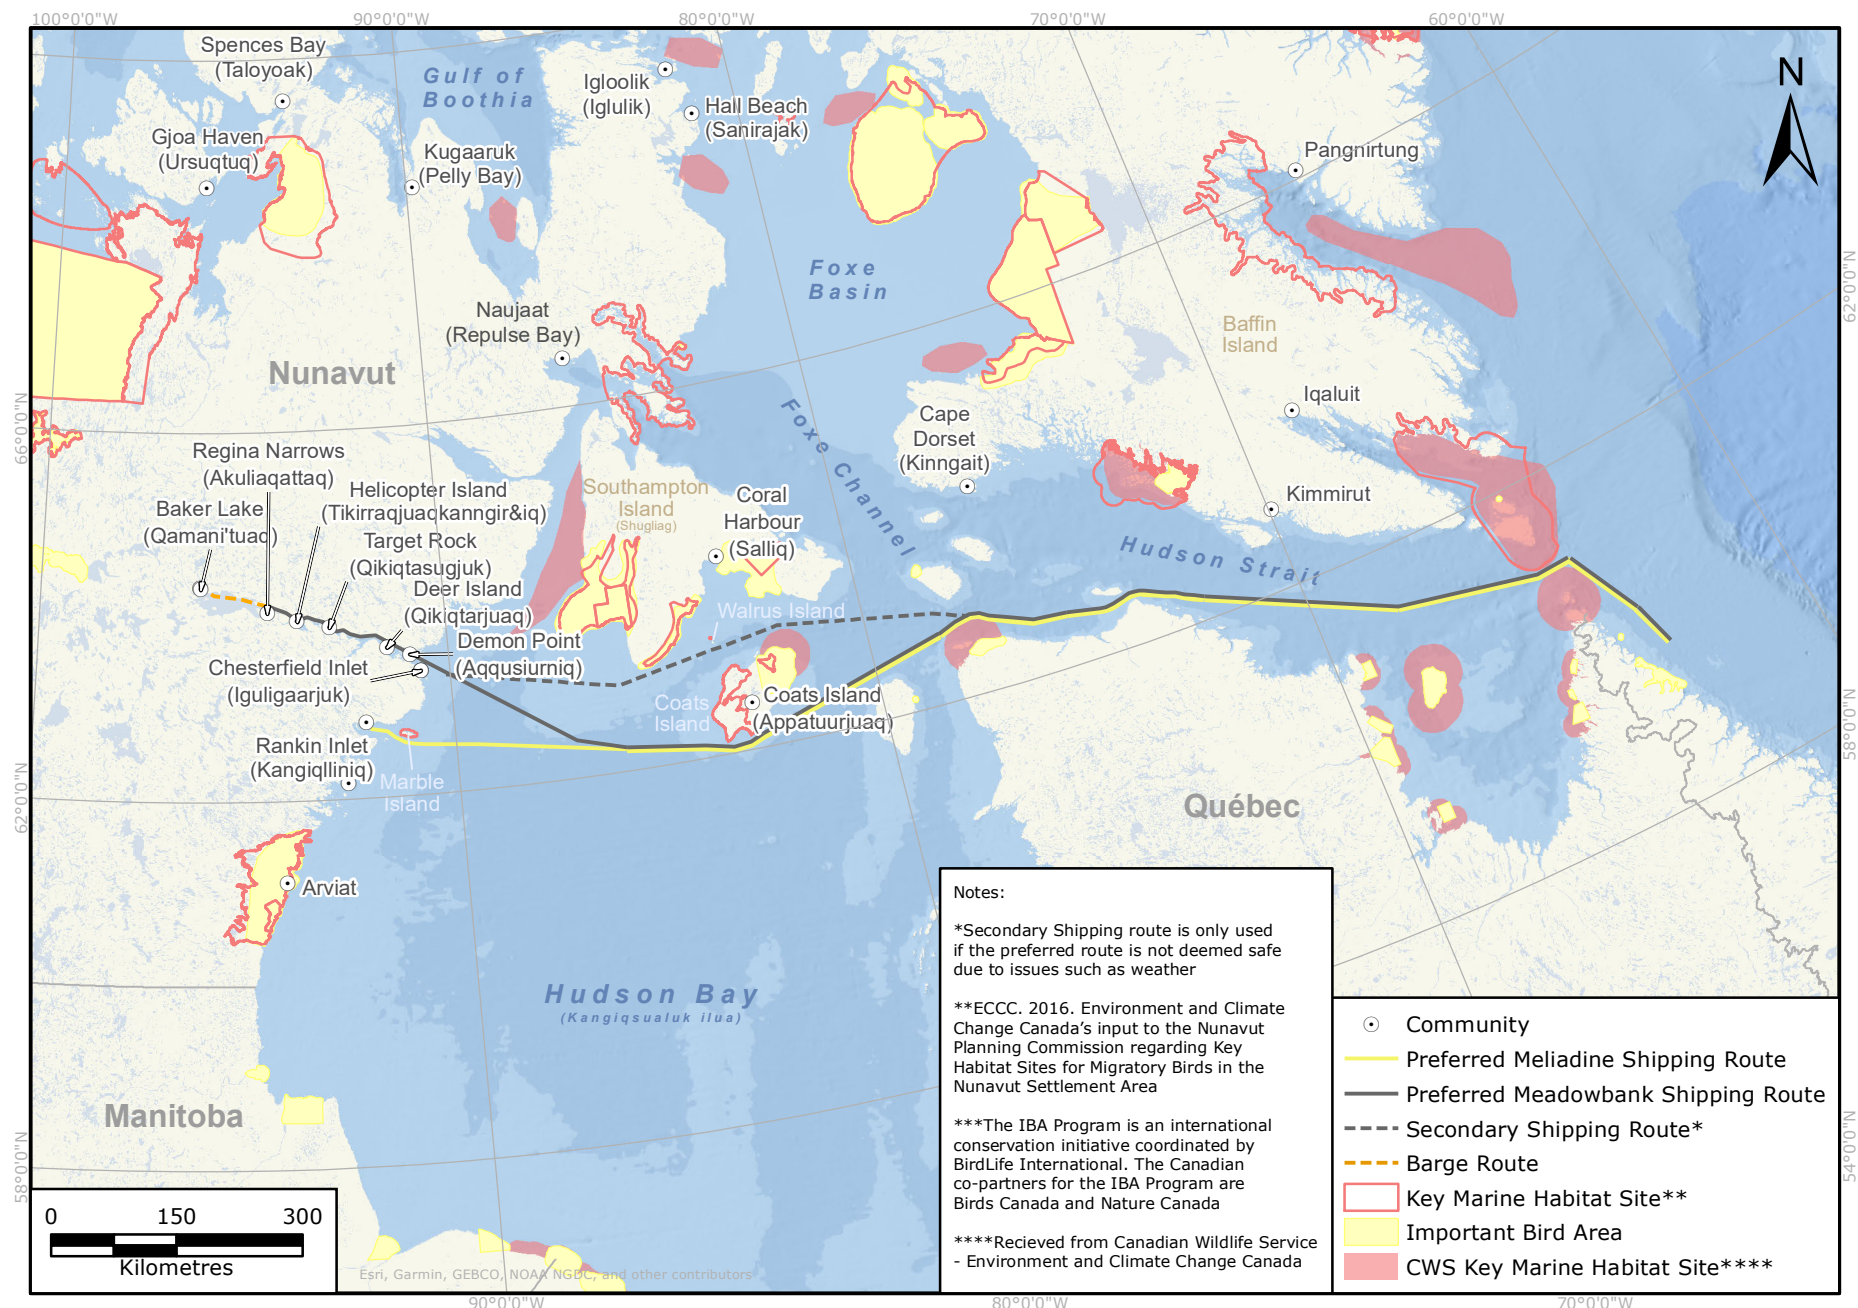 100°0'0"W
90°0'0"W
80°0'0"W
70°0'0"W
60°0'0"W
Spences Bay
(Taloyoak)
Gulf of
Boothia
Igloolik
(Iglulik)
Hall Beach
(Sanirajak)
N
Gjoa Haven
(Ursuqtuq)
Kugaaruk
(Pelly Bay)
Pangnirtung
Foxe
Basin
62°0'0"N
Naujaat
(Repulse Bay)
Baffin
Island
Nunavut
Iqaluit
Foxe Channel
Cape
Dorset
(Kinngait)
66°0'0"N
Regina Narrows
(Akuliaqattaq)
Helicopter Island
(Tikirraqjuaqkanngir&iq)
Southampton
Island
(Shugliag)
Coral
Harbour
(Salliq)
Kimmirut
Baker Lake
(Qamani'tuaq)
Target Rock
(Qikiqtasugjuk)
Hudson Strait
Deer Island
(Qikiqtarjuaq)
Walrus Island
Demon Point
(Aqqusiurniq)
Chesterfield Inlet
(Iguligaarjuk)
Coats
Island
Coats Island
(Appatuurjuaq)
58°0'0"N
Rankin Inlet
(Kangiqlliniq)
Marble
Island
62°0'0"N
Québec
Arviat
Hudson Bay
(Kangiqsualuk ilua)
Manitoba
58°0'0"N
54°0'0"N
Notes:
*Secondary Shipping route is only used
if the preferred route is not deemed safe
due to issues such as weather
**ECCC. 2016. Environment and Climate
Change Canada's input to the Nunavut
Planning Commission regarding Key
Habitat Sites for Migratory Birds in the
Nunavut Settlement Area
***The IBA Program is an international
conservation initiative coordinated by
BirdLife International. The Canadian
co-partners for the IBA Program are
Birds Canada and Nature Canada
****Recieved from Canadian Wildlife Service
- Environment and Climate Change Canada
Community
Preferred Meliadine Shipping Route
Preferred Meadowbank Shipping Route
Secondary Shipping Route*
Barge Route
Key Marine Habitat Site**
Important Bird Area
CWS Key Marine Habitat Site****
0 150 300
Kilometres
Esri, Garmin, GEBCO, NOAA NGDC, and other contributors
90°0'0"W
80°0'0"W
70°0'0"W